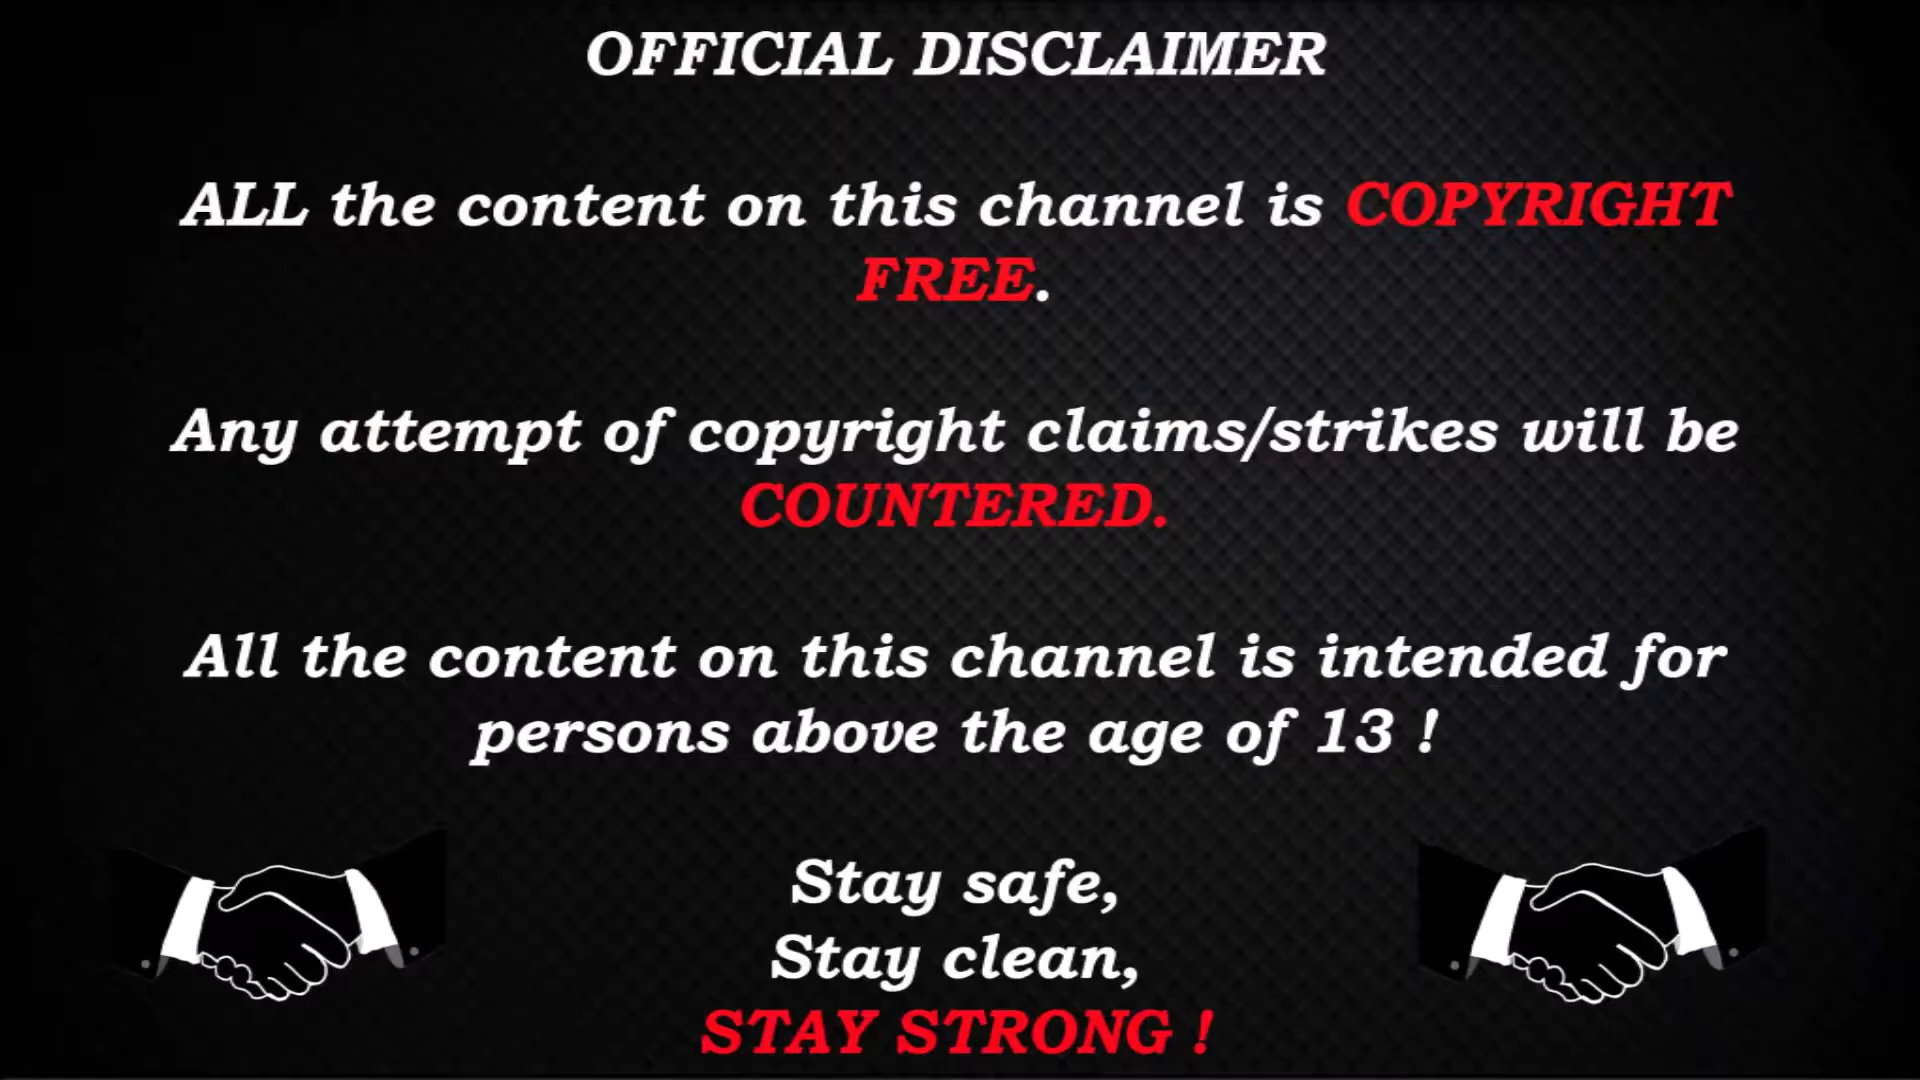 OFFICIAL DISCLAIMER
ALL the content on this channel is COPYRIGHT
FREE.
Any attempt of copyright claims/strikes will be
COUNTERED.
All the content on this channel is intended for
persons above the age of 13 !
Stay safe,
Stay clean,
STAY STRONG !